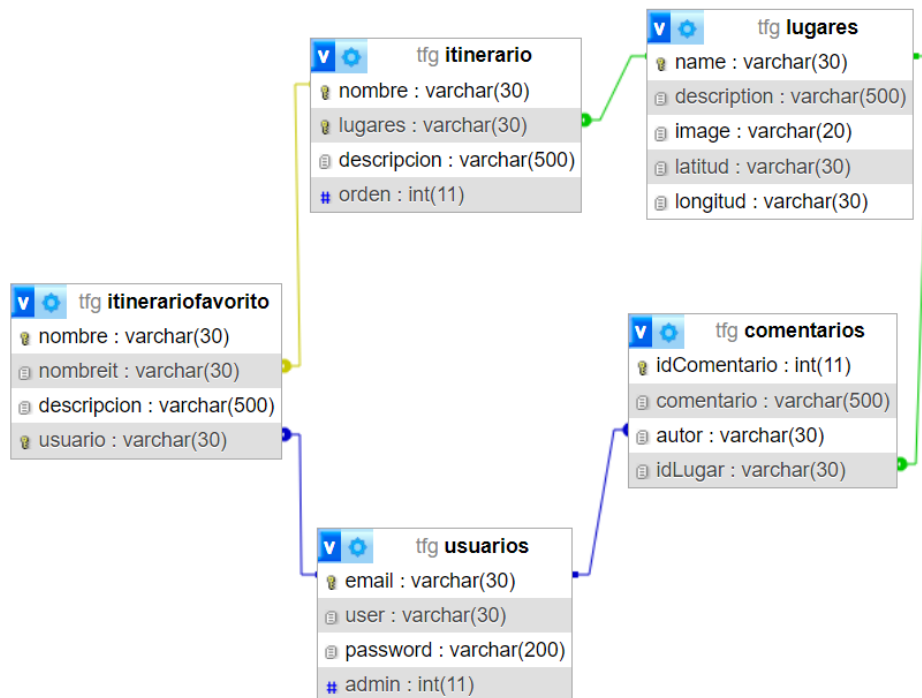 V tfg itinerario
nombre : varchar(30)
lugares : varchar(30)
descripcion : varchar(500)
# orden : int(11)
V tfg lugares
name : varchar(30)
description : varchar(500)
image : varchar(20)
latitud : varchar(30)
longitud : varchar(30)
V tfg itinerariofavorito
nombre : varchar(30)
nombreit : varchar(30)
descripcion : varchar(500)
usuario : varchar(30)
V tfg comentarios
idComentario : int(11)
comentario : varchar(500)
autor : varchar(30)
idLugar : varchar(30)
V tfg usuarios
email : varchar(30)
user : varchar(30)
password : varchar(200)
# admin : int(11)